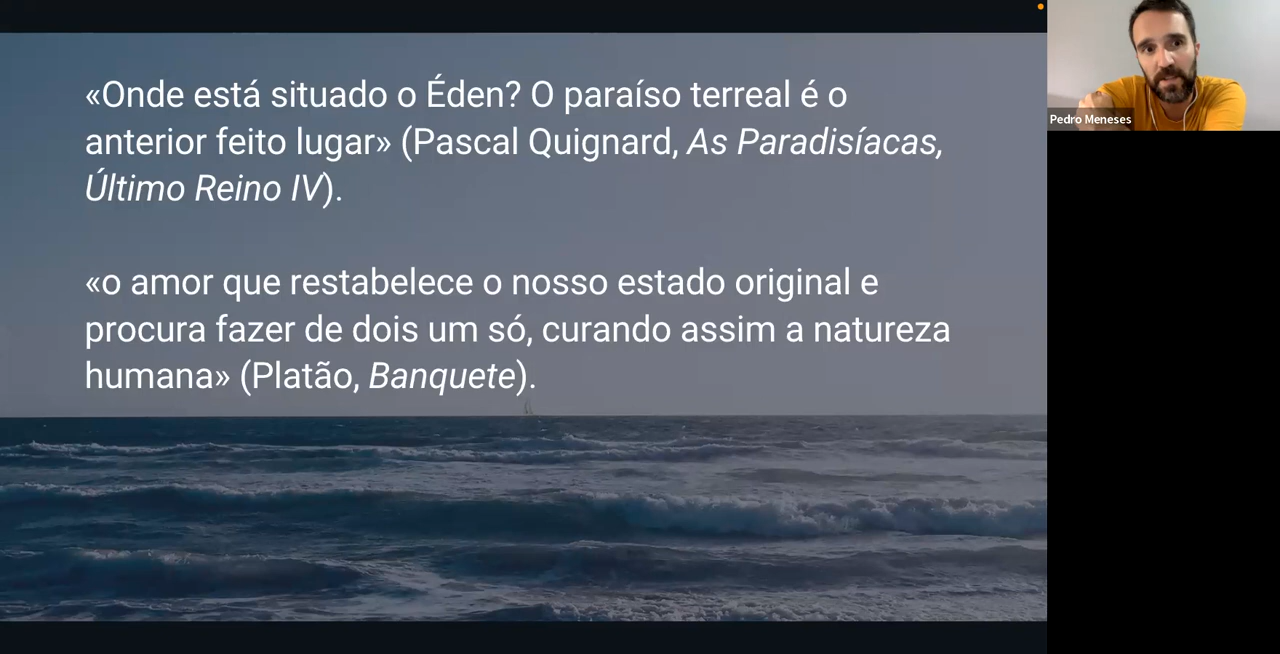 «Onde está situado o Éden? O paraíso terreal é o
anterior feito lugar» (Pascal Quignard, As Paradisíacas,
Último Reino IV).
«o amor que restabelece o nosso estado original e
procura fazer de dois um só, curando assim a natureza
humana» (Platão, Banquete).
Pedro Meneses